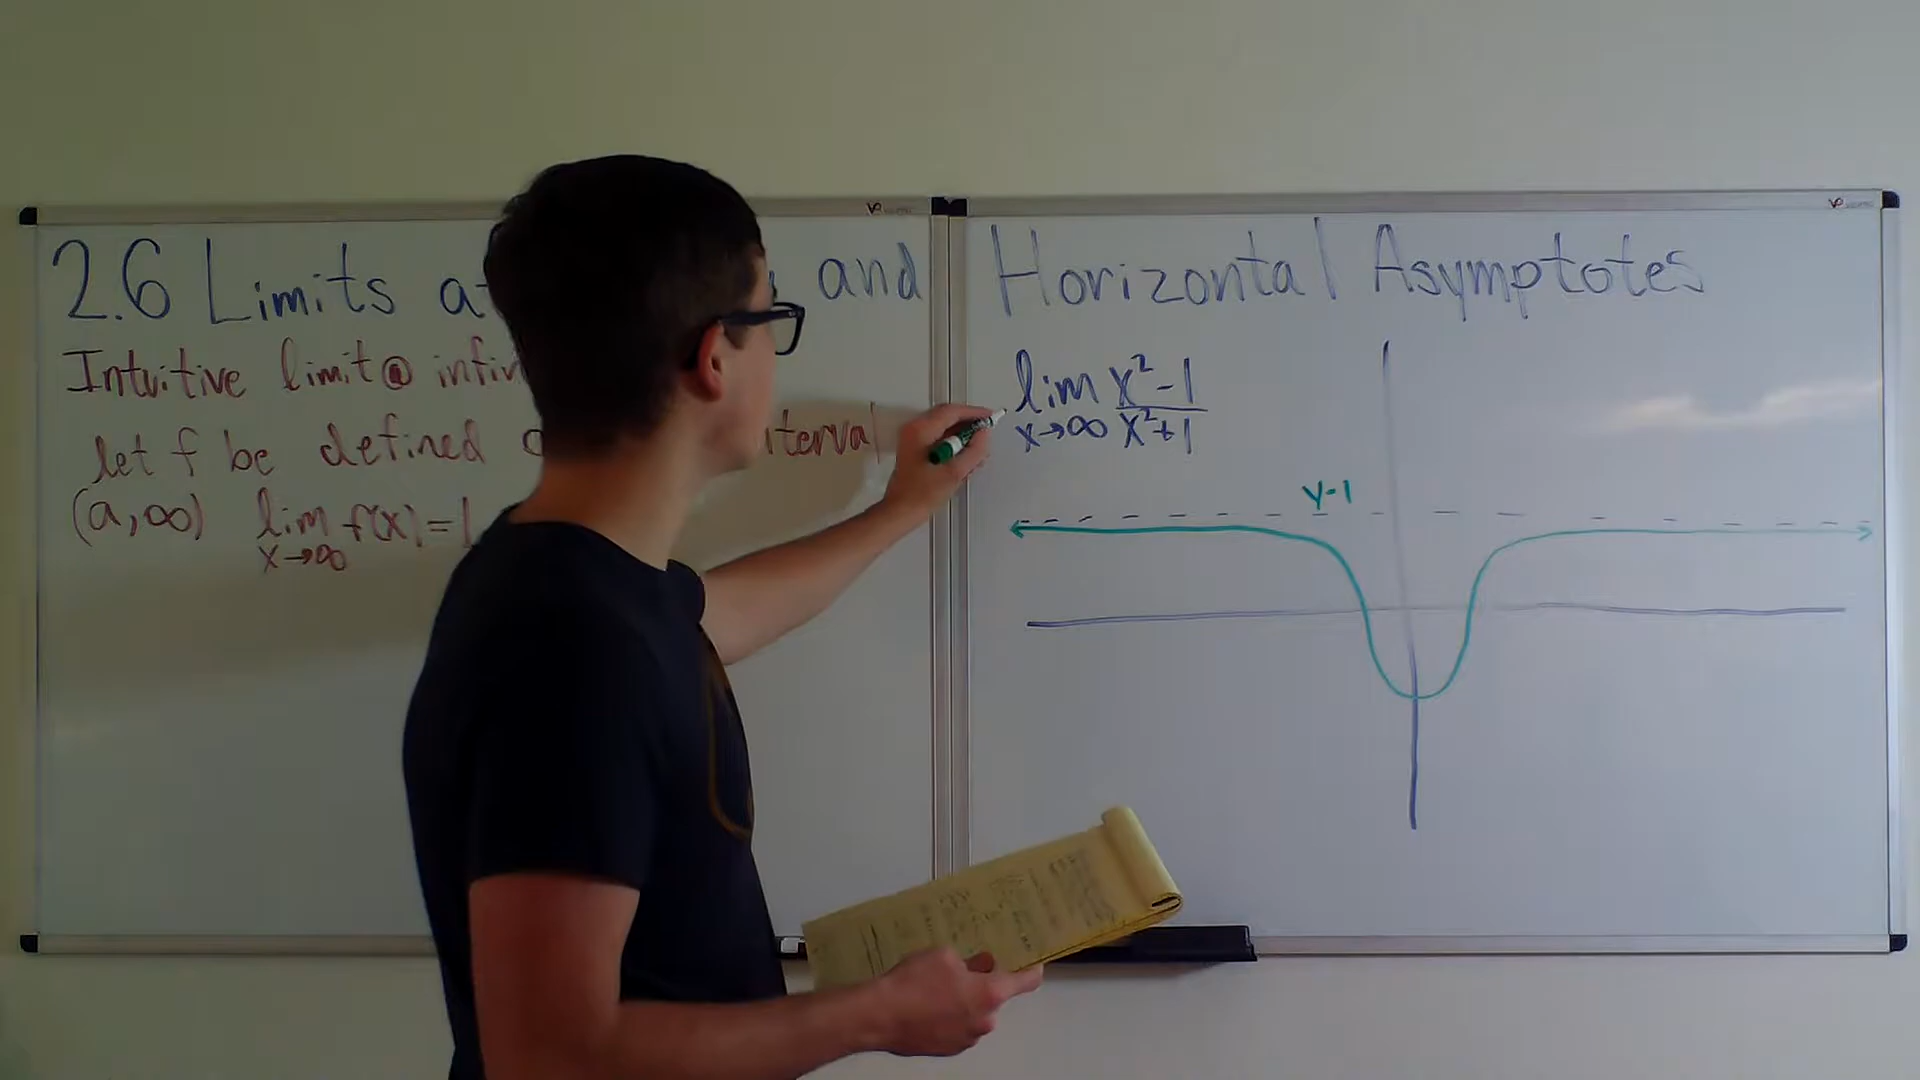 2.6 Limits at and Horizontal Asymptotes
Intuitive limit@ infin
let f be defined
(a,∞) lim f(x)=L
x→∞
lim x²-1
x→∞ x²+1
y=1